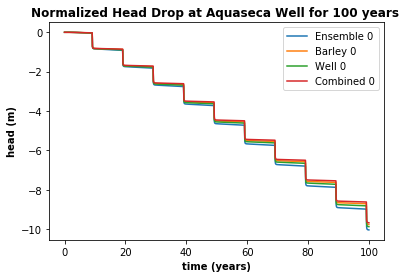 Normalized Head Drop at Aquaseca Well for 100 years
Ensemble 0
Barley 0
Well 0
Combined 0
head (m)
0
−2
−4
−6
−8
−10
0 20 40 60 80 100
time (years)